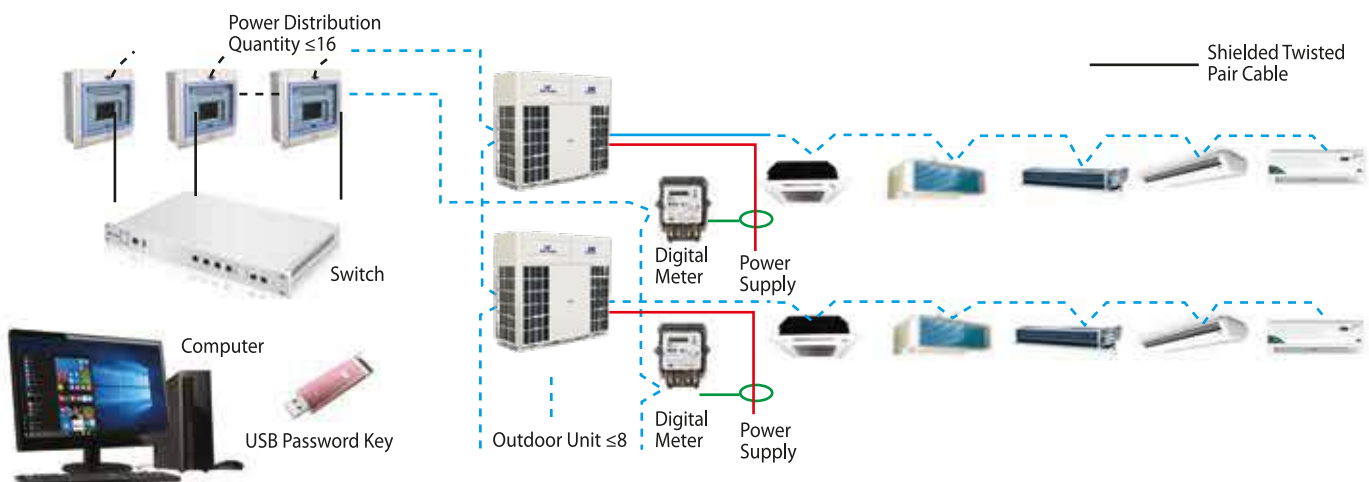 Power Distribution
Quantity ≤16
Shielded Twisted
Pair Cable
Switch
Digital
Meter
Power
Supply
Computer
USB Password Key
Outdoor Unit ≤8
Digital
Meter
Power
Supply